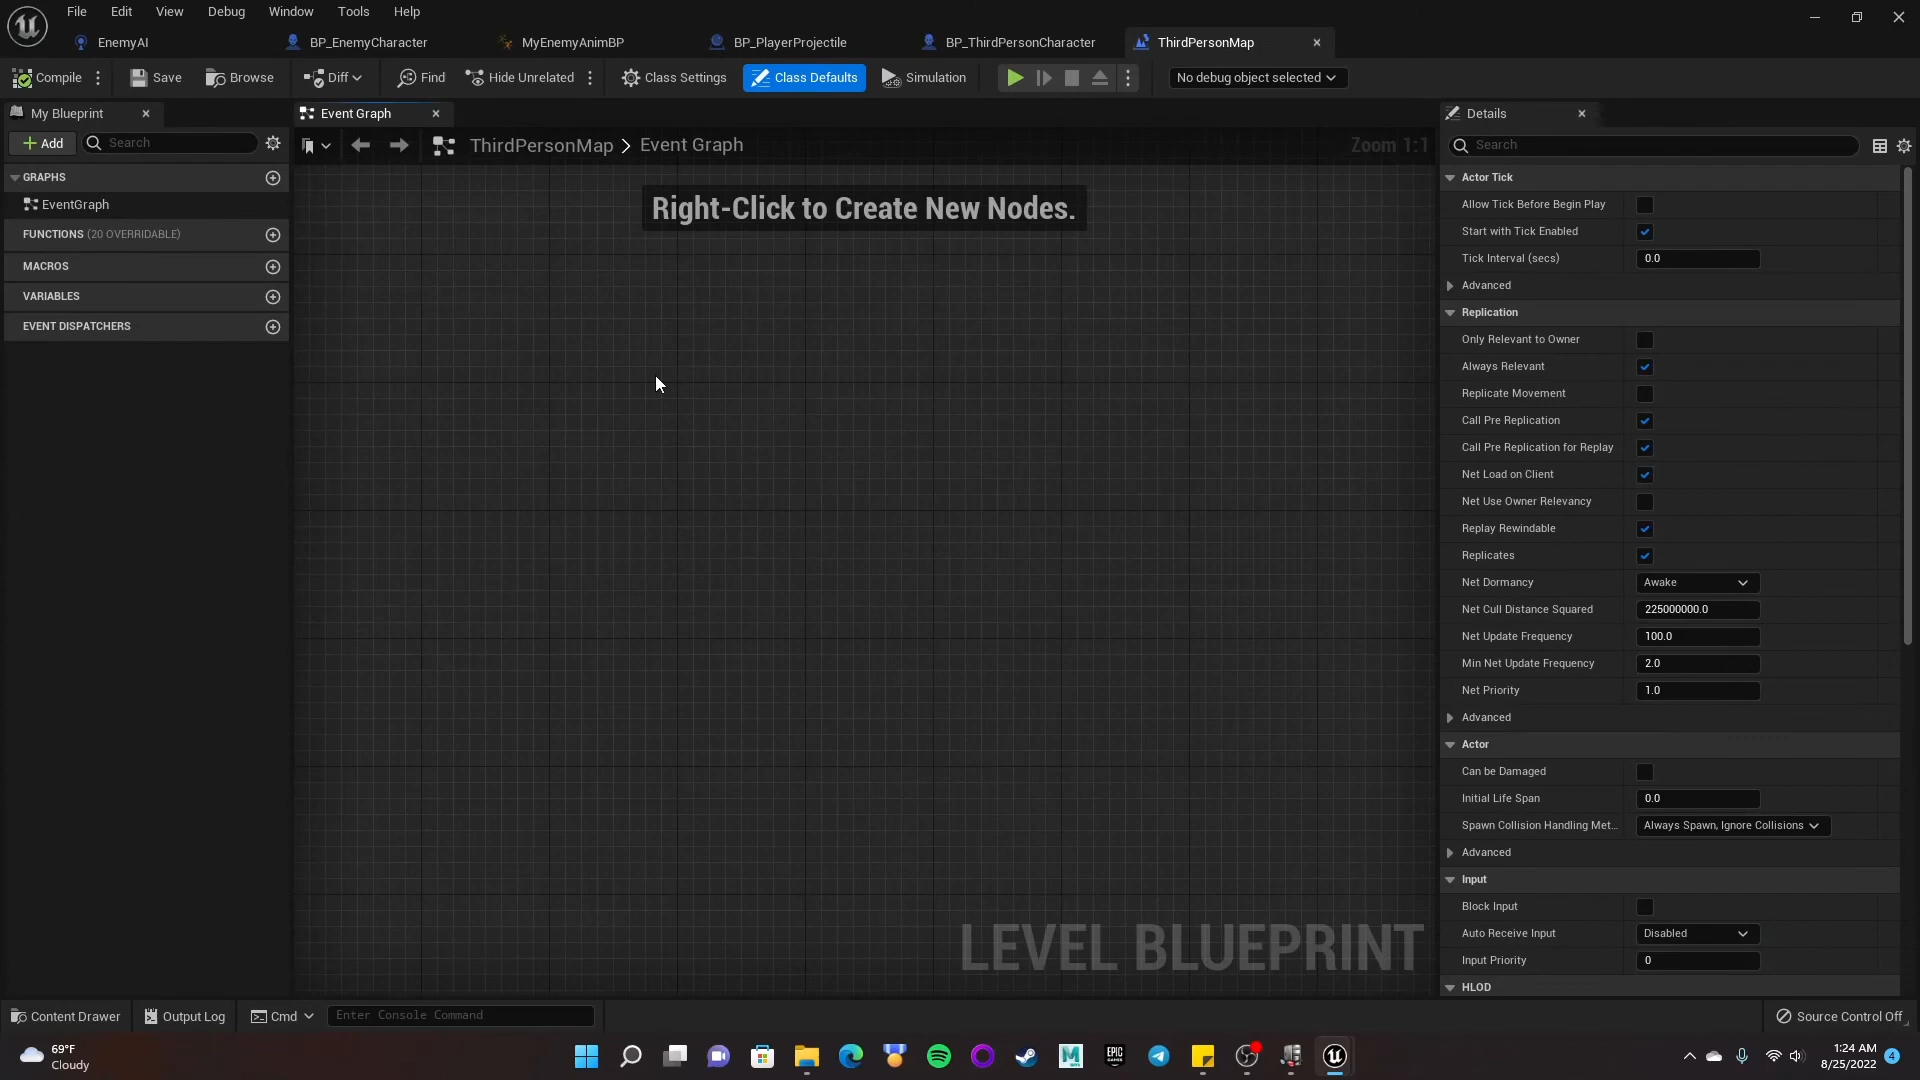 File Edit View Debug Window Tools Help
EnemyAI BP_EnemyCharacter MyEnemyAnimBP BP_PlayerProjectile BP_ThirdPersonCharacter ThirdPersonMap
Compile Save Browse Diff Find Hide Unrelated Class Settings Class Defaults Simulation No debug object selected
My Blueprint
Add Search
GRAPHS
EventGraph
FUNCTIONS (20 OVERRIDABLE)
MACROS
VARIABLES
EVENT DISPATCHERS
Event Graph
ThirdPersonMap > Event Graph Zoom 1:1
Right-Click to Create New Nodes.
LEVEL BLUEPRINT
Details
Search
Actor Tick
Allow Tick Before Begin Play
Start with Tick Enabled
Tick Interval (secs) 0.0
Advanced
Replication
Only Relevant to Owner
Always Relevant
Replicate Movement
Call Pre Replication
Call Pre Replication for Replay
Net Load on Client
Net Use Owner Relevancy
Replay Rewindable
Replicates
Net Dormancy Awake
Net Cull Distance Squared 225000000.0
Net Update Frequency 100.0
Min Net Update Frequency 2.0
Net Priority 1.0
Advanced
Actor
Can be Damaged
Initial Life Span 0.0
Spawn Collision Handling Met... Always Spawn, Ignore Collisions
Advanced
Input
Block Input
Auto Receive Input Disabled
Input Priority 0
HLOD
Content Drawer Output Log Cmd Enter Console Command Source Control Off
69°F
Cloudy
EPIC
GAMES
M
1:24 AM
8/25/2022
4